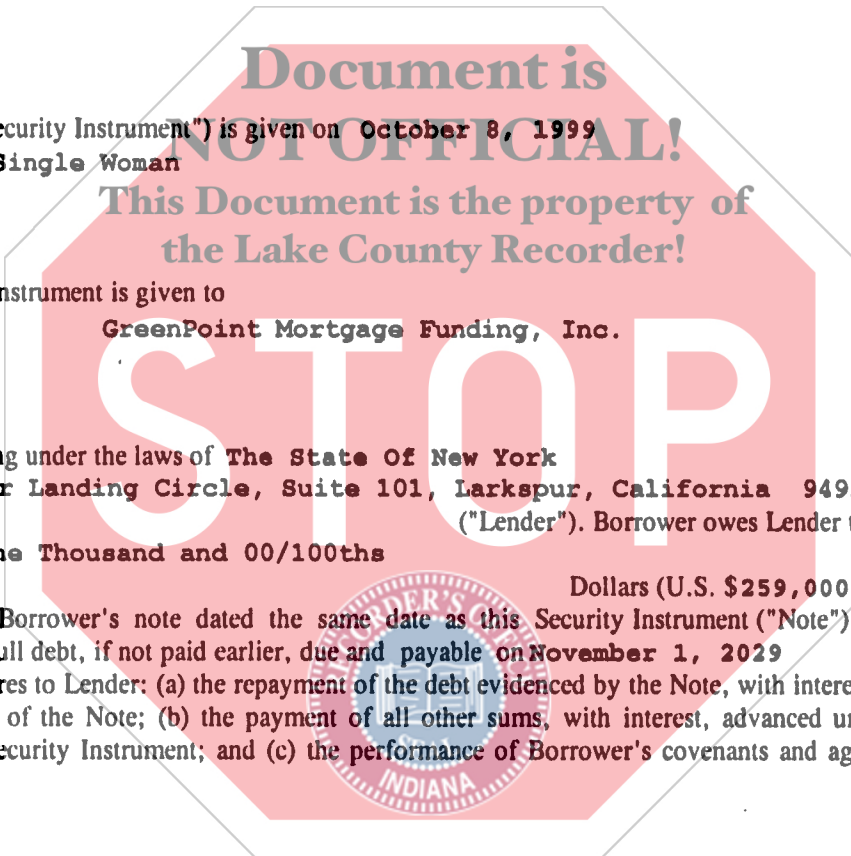 Document is
ecurity Instrument") is given on October 8, 1999
NOT OFFICIAL!
Single Woman
This Document is the property of
the Lake County Recorder!
nstrument is given to
GreenPoint Mortgage Funding, Inc.
STOP
ng under the laws of The State Of New York
r Landing Circle, Suite 101, Larkspur, California 949
("Lender"). Borrower owes Lender t
ne Thousand and 00/100ths
Dollars (U.S. $259,000
Borrower's note dated the same date as this Security Instrument ("Note")
ull debt, if not paid earlier, due and payable on November 1, 2029
res to Lender: (a) the repayment of the debt evidenced by the Note, with intere
of the Note; (b) the payment of all other sums, with interest, advanced u
ecurity Instrument; and (c) the performance of Borrower's covenants and ag
RECORDER'S OFFICE
SEAL
INDIANA